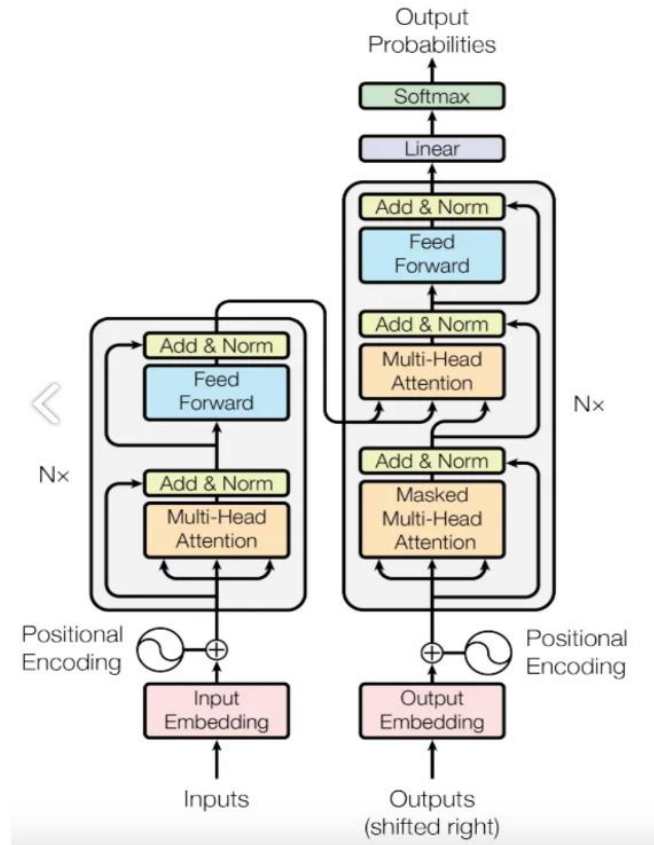 Output
Probabilities
Softmax
Linear
Add & Norm
Feed
Forward
Add & Norm
Multi-Head
Attention
Add & Norm
Masked
Multi-Head
Attention
N×
Add & Norm
Feed
Forward
Add & Norm
Multi-Head
Attention
N×
Positional
Encoding
Positional
Encoding
Input
Embedding
Output
Embedding
Inputs
Outputs
(shifted right)